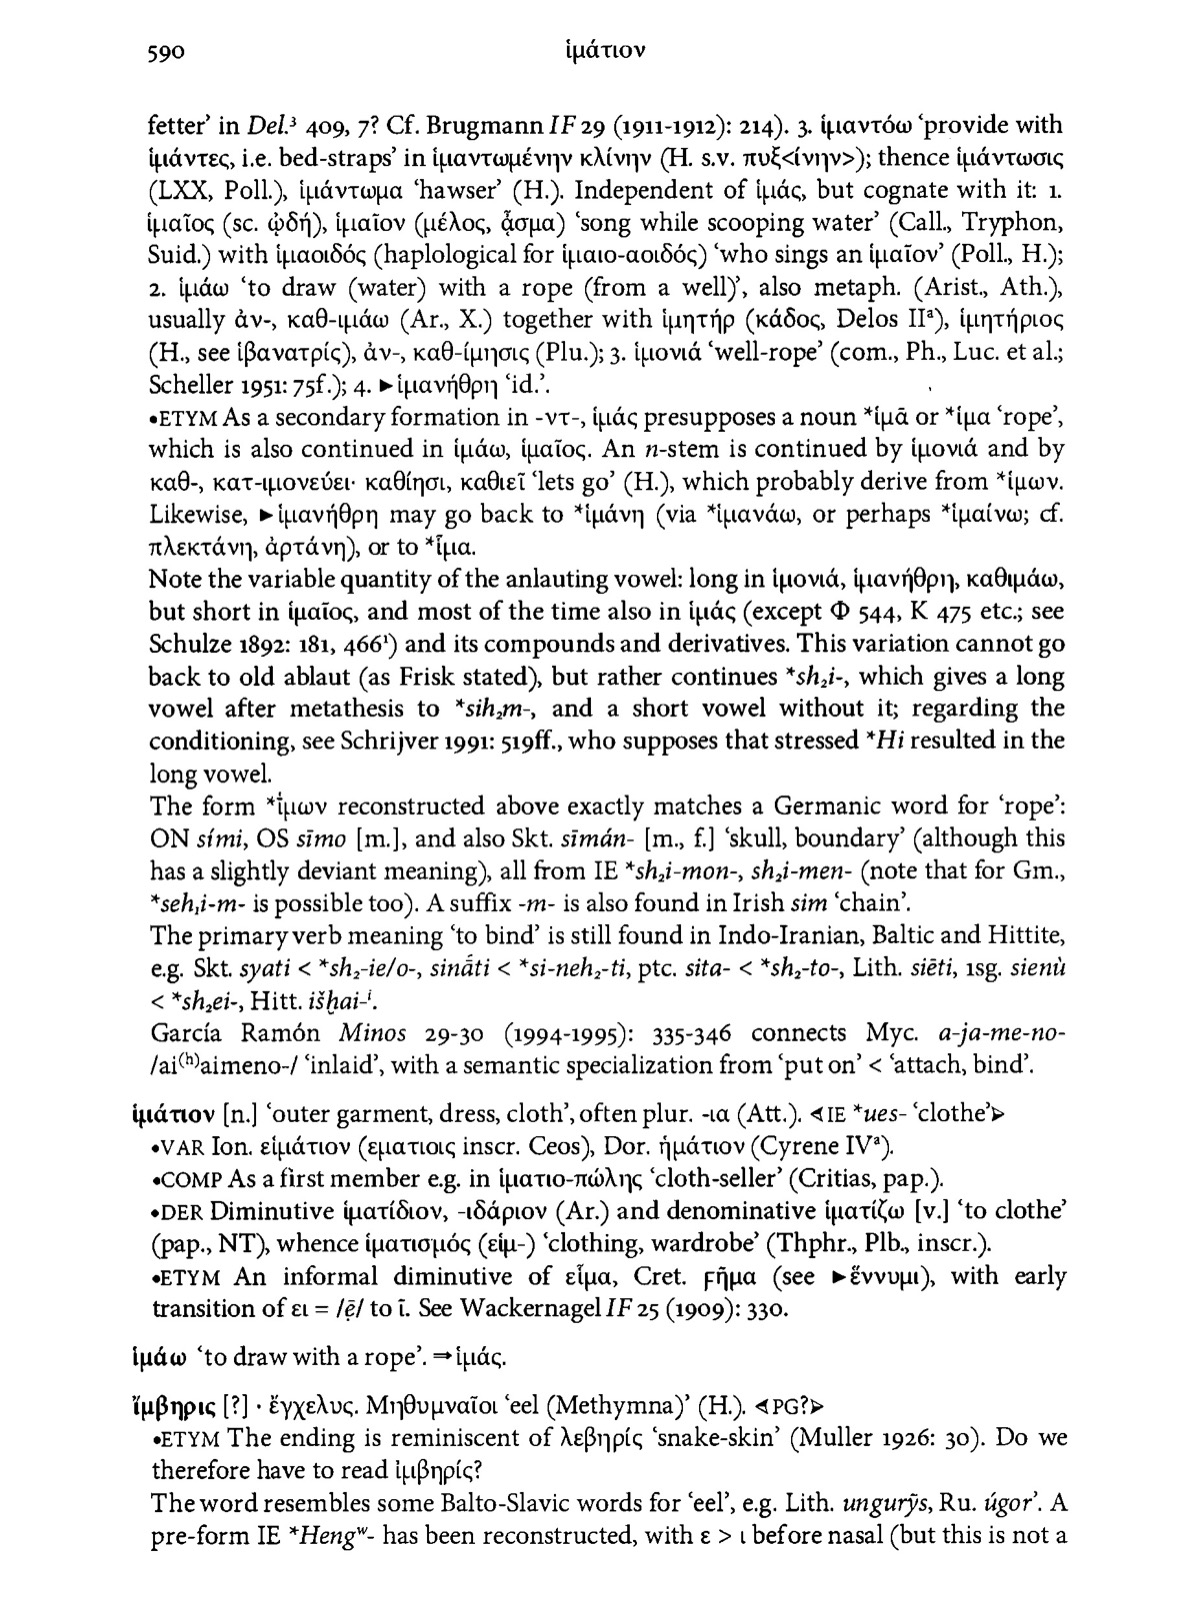 590 ἱμάτιον
fetter’ in Del.³ 409, 7? Cf. Brugmann IF 29 (1911-1912): 214). 3. ἱμαντόω ‘provide with
ἱμάντες, i.e. bed-straps’ in ἱμαντωμένην κλίνην (H. s.v. πυξ<ίνην>); thence ἱμάντωσις
(LXX, Poll.), ἱμάντωμα ‘hawser’ (H.). Independent of ἱμάς, but cognate with it: 1.
ἱμαῖος (sc. ᾠδή), ἱμαῖον (μέλος, ᾆσμα) ‘song while scooping water’ (Call., Tryphon,
Suid.) with ἱμαοιδός (haplological for ἱμαιο-αοιδός) ‘who sings an ἱμαῖον’ (Poll., H.);
2. ἱμάω ‘to draw (water) with a rope (from a well)’, also metaph. (Arist., Ath.),
usually ἀν-, καθ-ιμάω (Ar., X.) together with ἱμητήρ (κάδος, Delos IIᵃ), ἱμητήριος
(H., see ἰβανατρίς), ἀν-, καθ-ίμησις (Plu.); 3. ἱμονιά ‘well-rope’ (com., Ph., Luc. et al.;
Scheller 1951: 75f.); 4. ▶ἱμανήθρη ‘id.’.
•ETYM As a secondary formation in -ντ-, ἱμάς presupposes a noun *ἱμᾱ or *ἱμα ‘rope’,
which is also continued in ἱμάω, ἱμαῖος. An n-stem is continued by ἱμονιά and by
καθ-, κατ-ιμονεύει· καθίησι, καθιεῖ ‘lets go’ (H.), which probably derive from *ἱμων.
Likewise, ▶ἱμανήθρη may go back to *ἱμάνη (via *ἱμανάω, or perhaps *ἱμαίνω; cf.
πλεκτάνη, ἀρτάνη), or to *ἷμα.
Note the variable quantity of the anlauting vowel: long in ἱμονιά, ἱμανήθρη, καθιμάω,
but short in ἱμαῖος, and most of the time also in ἱμάς (except Φ 544, Κ 475 etc.; see
Schulze 1892: 181, 466¹) and its compounds and derivatives. This variation cannot go
back to old ablaut (as Frisk stated), but rather continues *sh₂i-, which gives a long
vowel after metathesis to *sih₂m-, and a short vowel without it; regarding the
conditioning, see Schrijver 1991: 519ff., who supposes that stressed *Hi resulted in the
long vowel.
The form *ἵμων reconstructed above exactly matches a Germanic word for ‘rope’:
ON sími, OS sīmo [m.], and also Skt. sīmán- [m., f.] ‘skull, boundary’ (although this
has a slightly deviant meaning), all from IE *sh₂i-mon-, sh₂i-men- (note that for Gm.,
*seh₁i-m- is possible too). A suffix -m- is also found in Irish sim ‘chain’.
The primary verb meaning ‘to bind’ is still found in Indo-Iranian, Baltic and Hittite,
e.g. Skt. syati < *sh₂-ie/o-, sinā́ti < *si-neh₂-ti, ptc. sita- < *sh₂-to-, Lith. siẽti, 1sg. sienù
< *sh₂ei-, Hitt. išḫai-ⁱ.
García Ramón Minos 29-30 (1994-1995): 335-346 connects Myc. a-ja-me-no-
/ai⁽ʰ⁾aimeno-/ ‘inlaid’, with a semantic specialization from ‘put on’ < ‘attach, bind’.
ἱμάτιον [n.] ‘outer garment, dress, cloth’, often plur. -ια (Att.). ◁IE *ues- ‘clothe’▷
•VAR Ion. εἱμάτιον (εματιοις inscr. Ceos), Dor. ἡμάτιον (Cyrene IVᵃ).
•COMP As a first member e.g. in ἱματιο-πώλης ‘cloth-seller’ (Critias, pap.).
•DER Diminutive ἱματίδιον, -ιδάριον (Ar.) and denominative ἱματίζω [v.] ‘to clothe’
(pap., NT), whence ἱματισμός (εἱμ-) ‘clothing, wardrobe’ (Thphr., Plb., inscr.).
•ETYM An informal diminutive of εἷμα, Cret. ϝῆμα (see ▶ἕννυμι), with early
transition of ει = /ẹ̄/ to ῑ. See Wackernagel IF 25 (1909): 330.
ἱμάω ‘to draw with a rope’. ⇒ἱμάς.
ἴμβηρις [?] · ἔγχελυς. Μηθυμναῖοι ‘eel (Methymna)’ (H.). ◁PG?▷
•ETYM The ending is reminiscent of λεβηρίς ‘snake-skin’ (Muller 1926: 30). Do we
therefore have to read ἰμβηρίς?
The word resembles some Balto-Slavic words for ‘eel’, e.g. Lith. ungurỹs, Ru. úgor’. A
pre-form IE *Hengʷ- has been reconstructed, with ε > ι before nasal (but this is not a